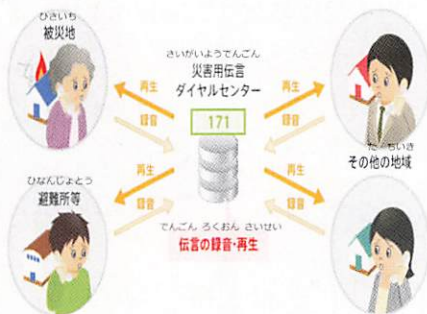 ひさいち
被災地
さいがいようでんごん
災害用伝言
ダイヤルセンター
171
再生
録音
再生
録音
た ちいき
その他の地域
ひなんじょとう
避難所等
再生
録音
再生
録音
でんごん ろくおん さいせい
伝言の録音・再生